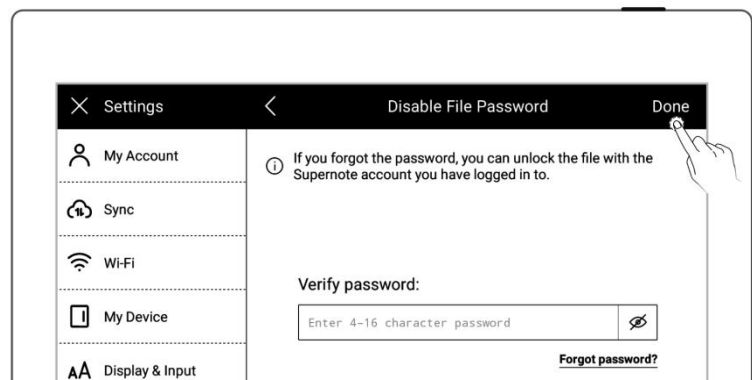 Settings
Disable File Password
Done
My Account
Sync
Wi-Fi
My Device
Display & Input
If you forgot the password, you can unlock the file with the
Supernote account you have logged in to.
Verify password:
Enter 4-16 character password
Forgot password?